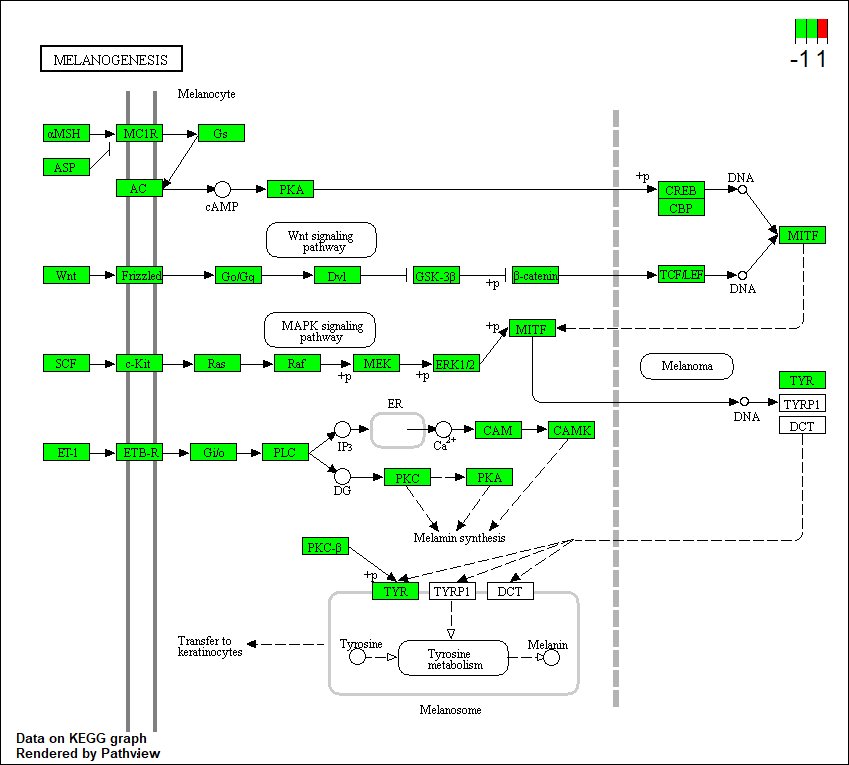 -1 1
MELANOGENESIS
Melanocyte
αMSH
MC1R
Gs
ASP
AC
cAMP
PKA
+p
CREB
CBP
DNA
MITF
Wnt signaling
pathway
Wnt
Frizzled
Go/Gq
Dvl
GSK-3β
+p
β-catenin
TCF/LEF
DNA
MAPK signaling
pathway
+p
MITF
SCF
c-Kit
Ras
Raf
+p
MEK
+p
ERK1/2
Melanoma
TYR
TYRP1
DCT
DNA
ER
ET-1
ETB-R
Gi/o
PLC
IP3
Ca2+
CAM
CAMK
DG
PKC
PKA
Melamin synthesis
PKC-β
+p
TYR
TYRP1
DCT
Transfer to
keratinocytes
Tyrosine
Tyrosine
metabolism
Melanin
Melanosome
Data on KEGG graph
Rendered by Pathview